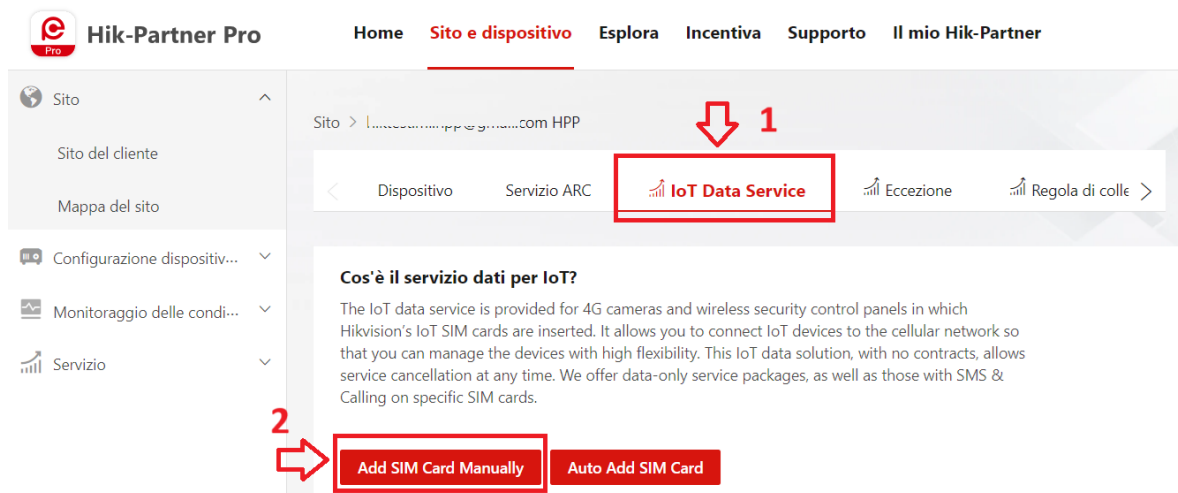 Pro
Hik-Partner Pro
Home Sito e dispositivo Esplora Incentiva Supporto Il mio Hik-Partner
Sito
Sito > HPP
1
Sito del cliente
Dispositivo Servizio ARC IoT Data Service Eccezione Regola di colle
Mappa del sito
Configurazione dispositiv...
Cos'è il servizio dati per IoT?
Monitoraggio delle condi...
The IoT data service is provided for 4G cameras and wireless security control panels in which
Hikvision's IoT SIM cards are inserted. It allows you to connect IoT devices to the cellular network so
that you can manage the devices with high flexibility. This IoT data solution, with no contracts, allows
service cancellation at any time. We offer data-only service packages, as well as those with SMS &
Calling on specific SIM cards.
Servizio
2
Add SIM Card Manually Auto Add SIM Card